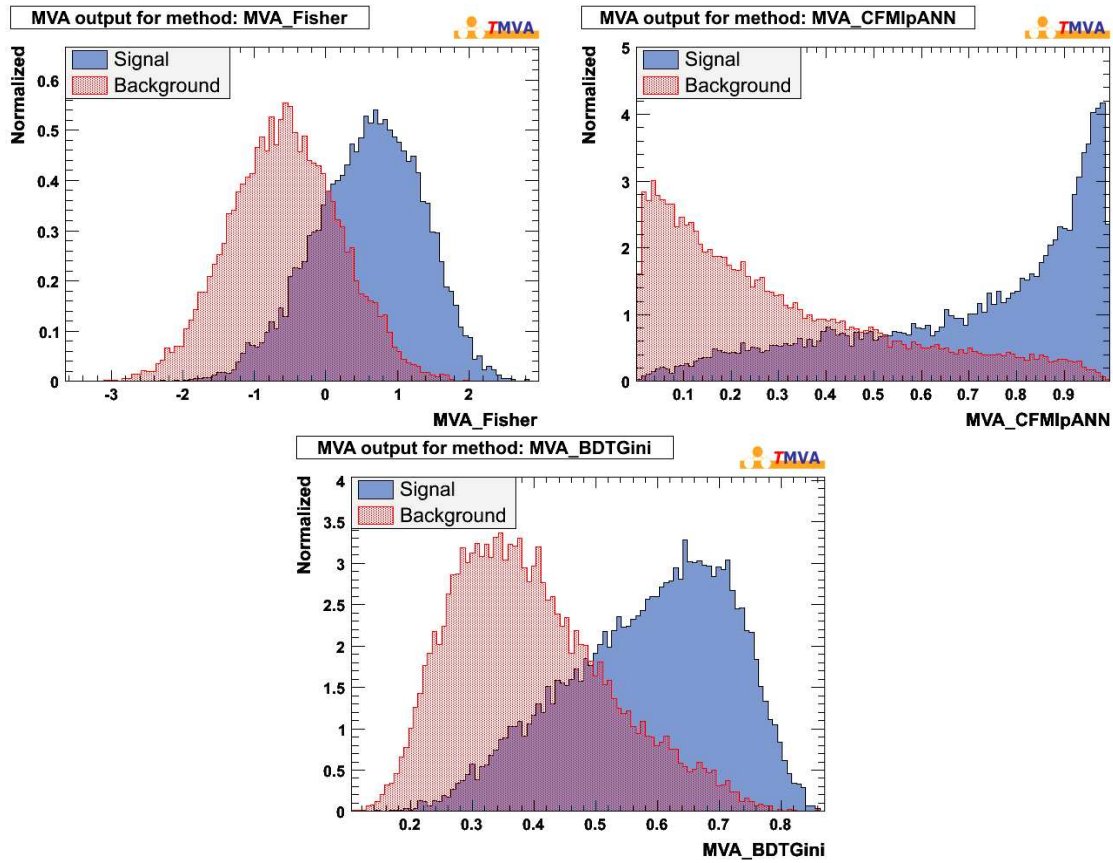 MVA output for method: MVA_Fisher
TMVA
Normalized
Signal
Background
0.6
0.5
0.4
0.3
0.2
0.1
0
-3 -2 -1 0 1 2
MVA_Fisher
MVA output for method: MVA_CFMlpANN
TMVA
Normalized
Signal
Background
5
4
3
2
1
0
0.1 0.2 0.3 0.4 0.5 0.6 0.7 0.8 0.9
MVA_CFMlpANN
MVA output for method: MVA_BDTGini
TMVA
Normalized
Signal
Background
4
3.5
3
2.5
2
1.5
1
0.5
0
0.2 0.3 0.4 0.5 0.6 0.7 0.8
MVA_BDTGini